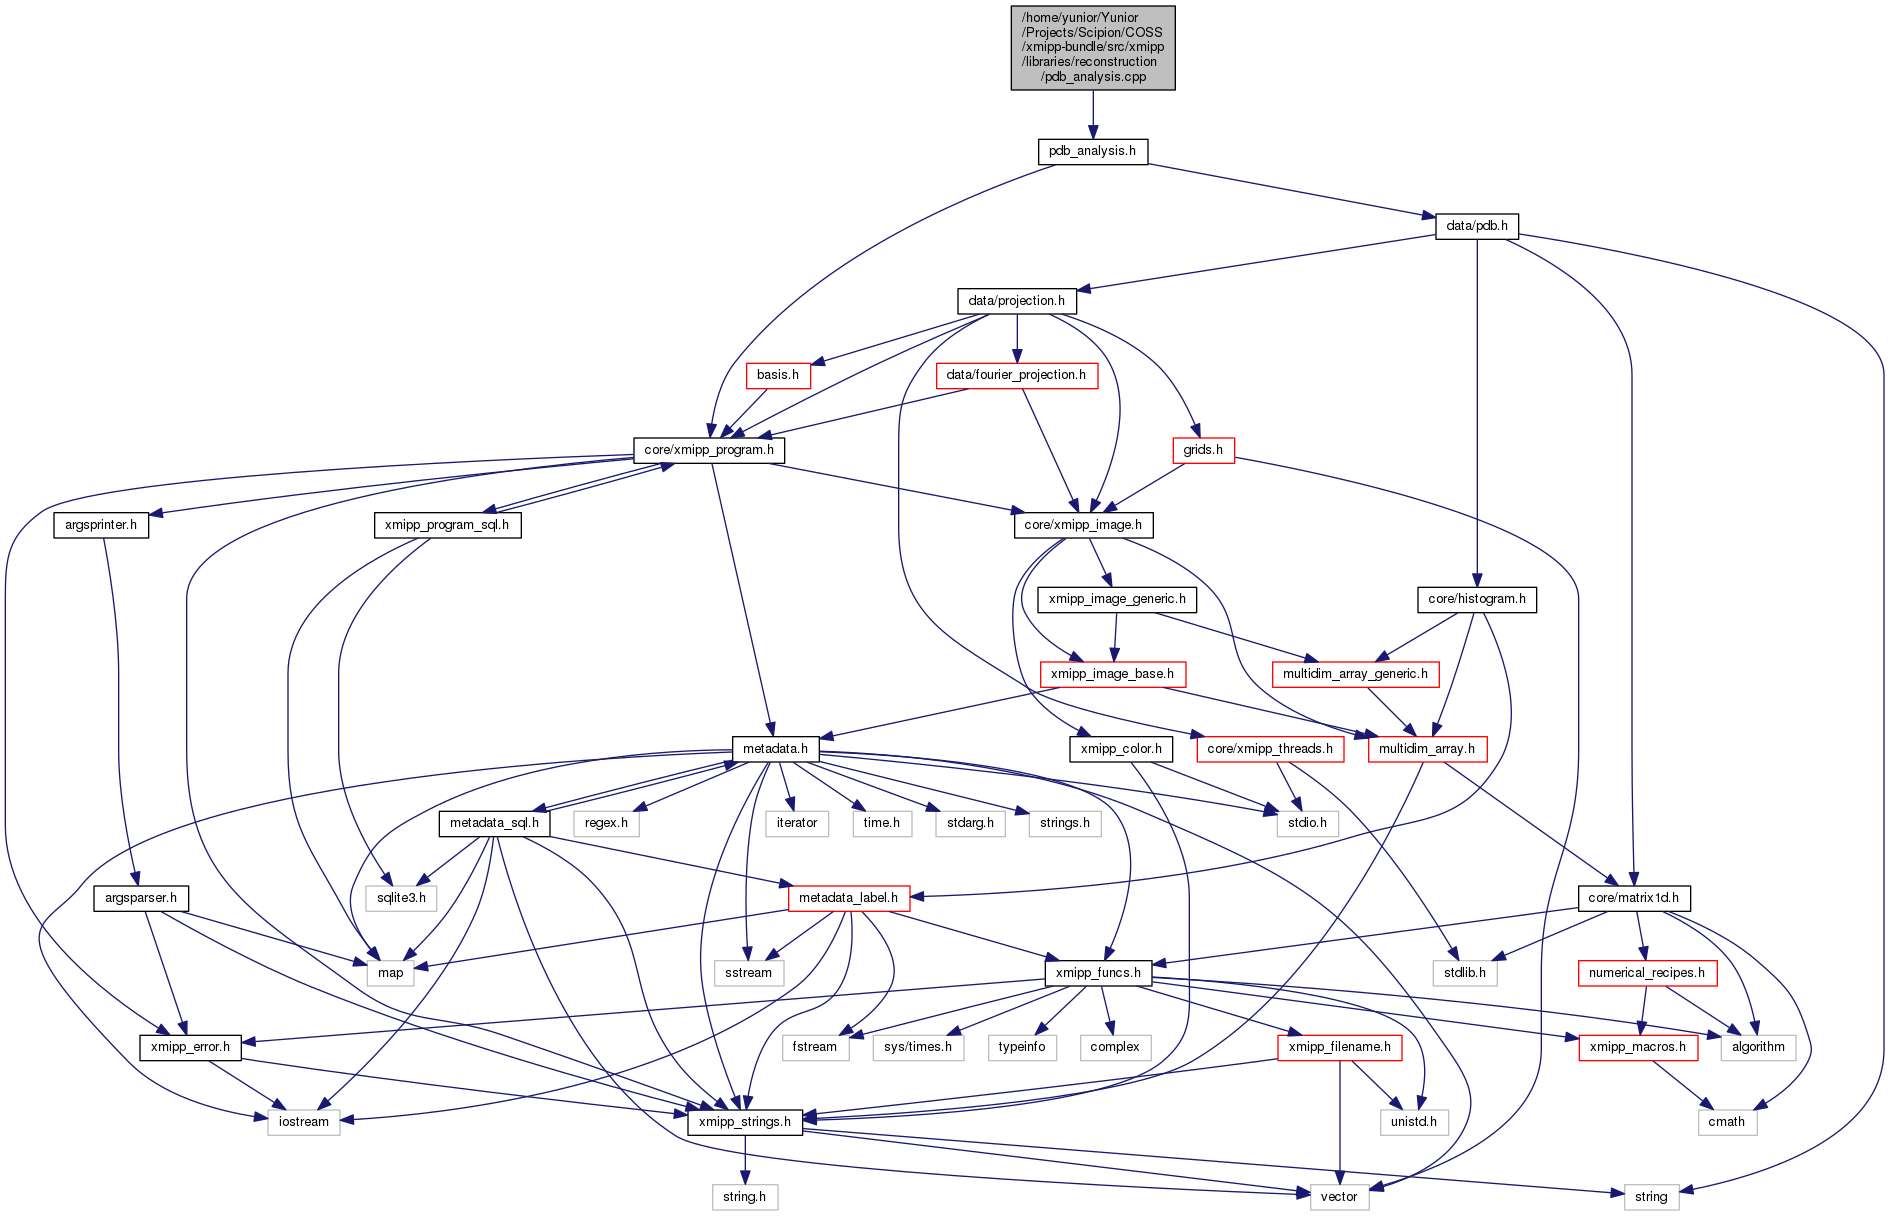 /home/yunior/Yunior
/Projects/Scipion/COSS
/xmipp-bundle/src/xmipp
/libraries/reconstruction
/pdb_analysis.cpp
pdb_analysis.h
data/pdb.h
data/projection.h
basis.h
data/fourier_projection.h
core/xmipp_program.h
grids.h
argsprinter.h
xmipp_program_sql.h
core/xmipp_image.h
xmipp_image_generic.h
core/histogram.h
xmipp_image_base.h
multidim_array_generic.h
metadata.h
xmipp_color.h
core/xmipp_threads.h
multidim_array.h
metadata_sql.h
regex.h
iterator
time.h
stdarg.h
strings.h
stdio.h
argsparser.h
sqlite3.h
metadata_label.h
core/matrix1d.h
map
sstream
xmipp_funcs.h
stdlib.h
numerical_recipes.h
xmipp_error.h
fstream
sys/times.h
typeinfo
complex
xmipp_filename.h
xmipp_macros.h
algorithm
iostream
xmipp_strings.h
unistd.h
cmath
string.h
vector
string